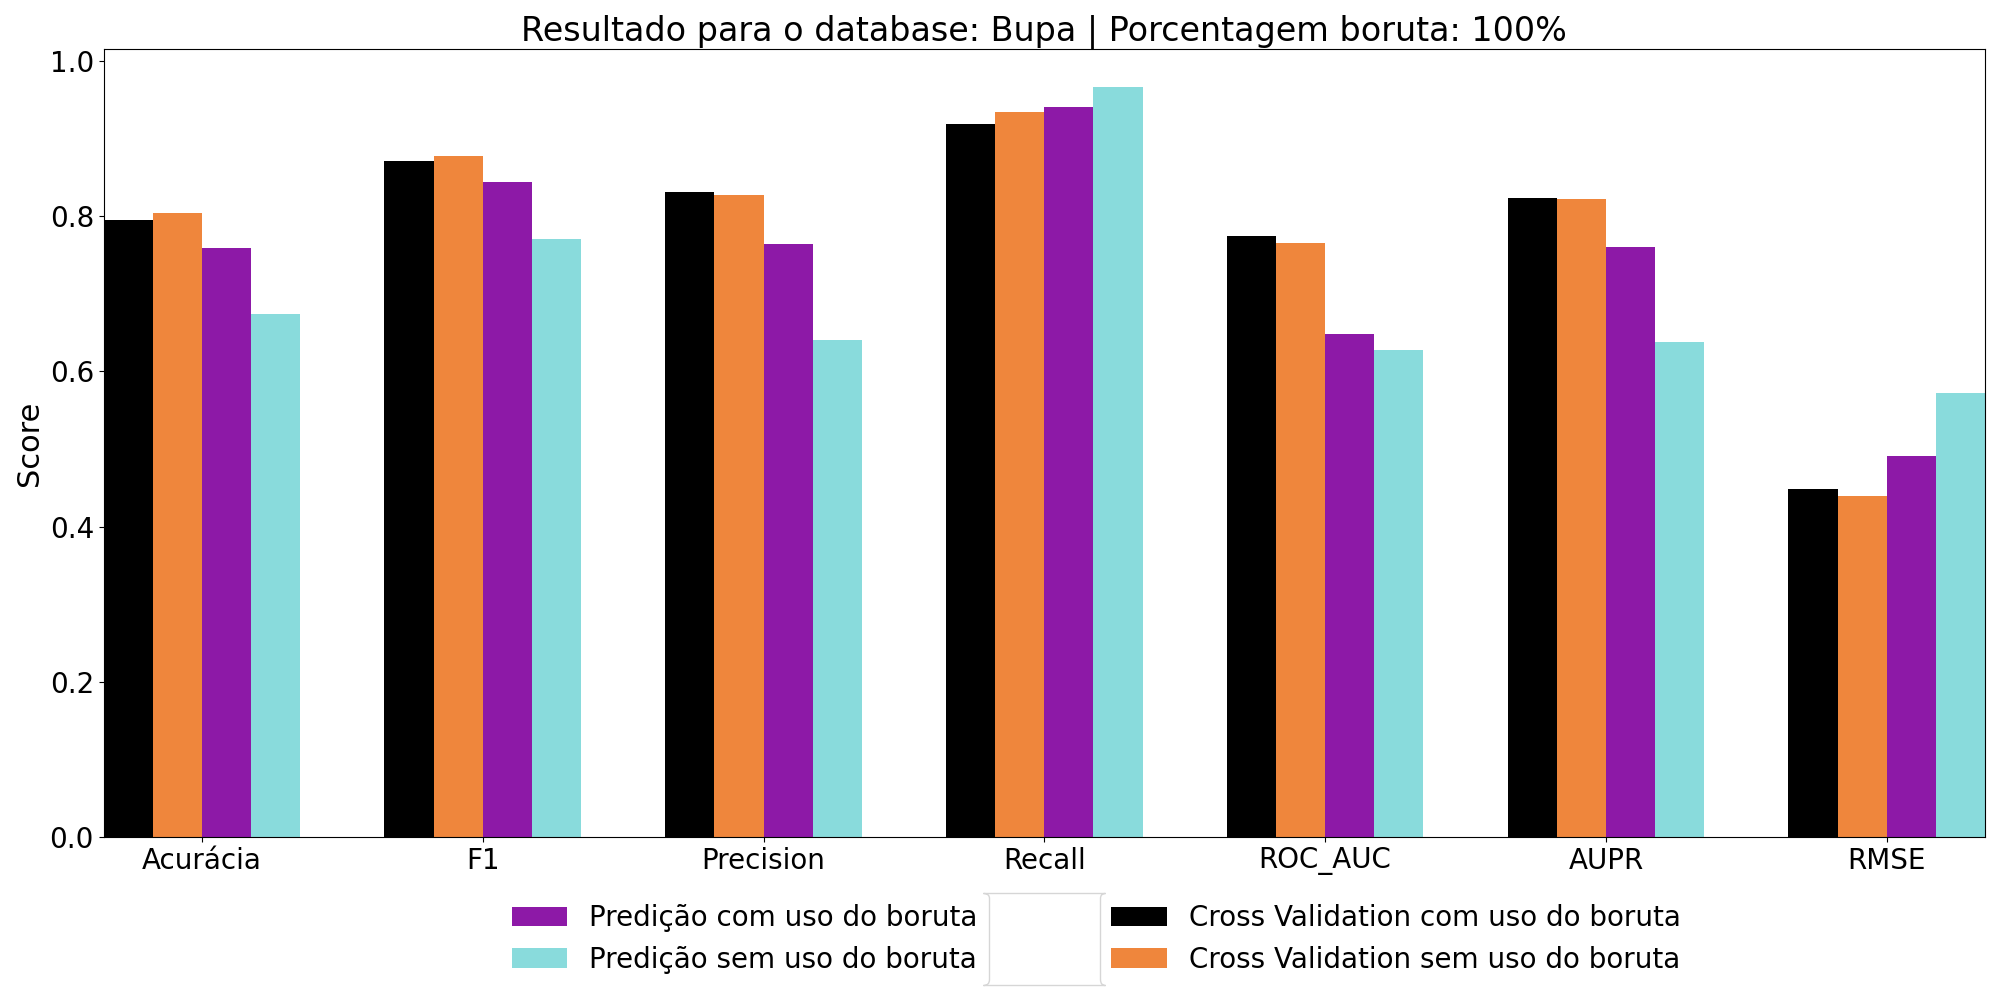 Resultado para o database: Bupa | Porcentagem boruta: 100%
1.0
0.8
0.6
0.4
0.2
0.0
Score
Acurácia F1 Precision Recall ROC_AUC AUPR RMSE
Predição com uso do boruta
Predição sem uso do boruta
Cross Validation com uso do boruta
Cross Validation sem uso do boruta